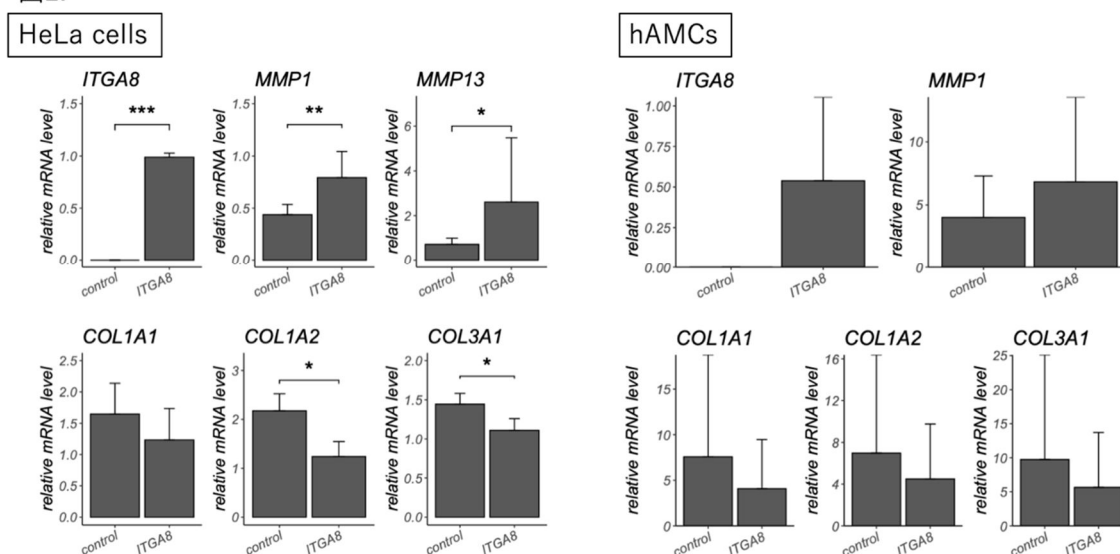 HeLa cells
hAMCs
ITGA8
MMP1
MMP13
***
**
*
relative mRNA level
1.5
1.0
0.5
0.0
control
ITGA8
relative mRNA level
1.5
1.0
0.5
0.0
control
ITGA8
relative mRNA level
6
4
2
0
control
ITGA8
ITGA8
MMP1
relative mRNA level
1.00
0.75
0.50
0.25
0.00
control
ITGA8
relative mRNA level
10
5
0
control
ITGA8
COL1A1
COL1A2
COL3A1
*
*
relative mRNA level
2.5
2.0
1.5
1.0
0.5
0.0
control
ITGA8
relative mRNA level
3
2
1
0
control
ITGA8
relative mRNA level
2.0
1.5
1.0
0.5
0.0
control
ITGA8
COL1A1
COL1A2
COL3A1
relative mRNA level
15
10
5
0
control
ITGA8
relative mRNA level
16
12
8
4
0
control
ITGA8
relative mRNA level
25
20
15
10
5
0
control
ITGA8